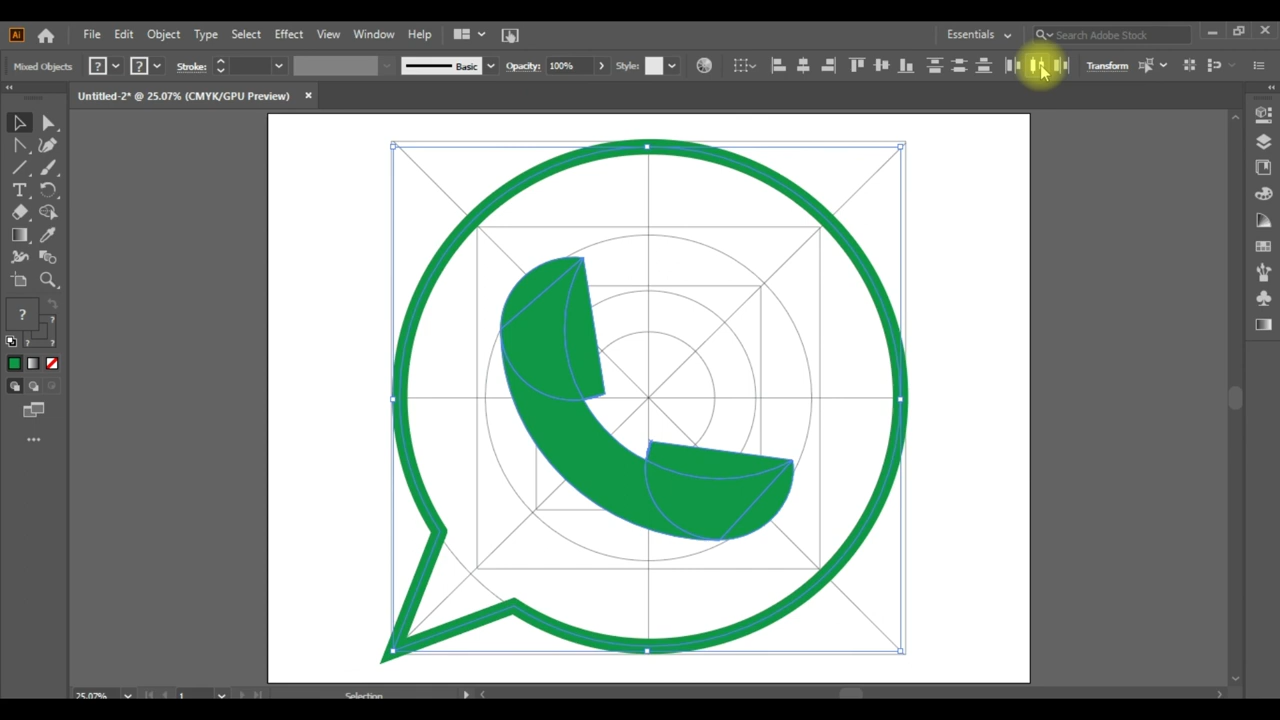 Ai File Edit Object Type Select Effect View Window Help Essentials Search Adobe Stock
Mixed Objects ? ? Stroke: Basic Opacity: 100% Style: Transform
Untitled-2* @ 25.07% (CMYK/GPU Preview) ×
T
?
?
?
?
25.07% 1 Selection